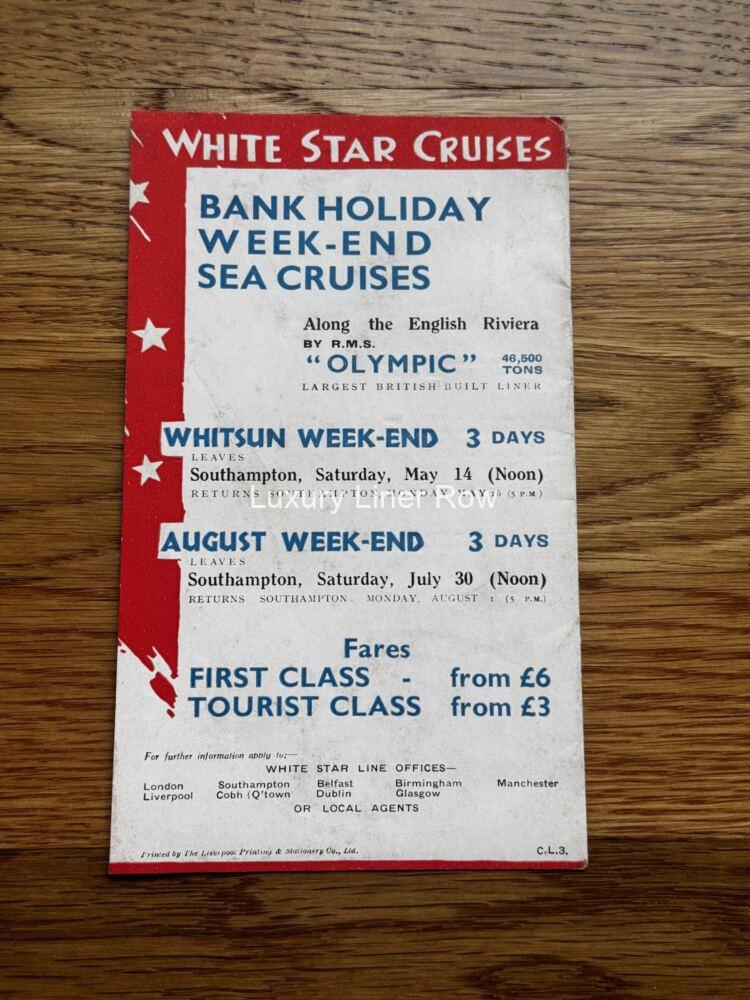 WHITE STAR CRUISES
BANK HOLIDAY
WEEK-END
SEA CRUISES
Along the English Riviera
BY R.M.S.
"OLYMPIC" 46,500 TONS
LARGEST BRITISH BUILT LINER
WHITSUN WEEK-END 3 DAYS
LEAVES
Southampton, Saturday, May 14 (Noon)
RETURNS SOUTHAMPTON MONDAY MAY 16 (5 P.M)
Luxury Liner Row
AUGUST WEEK-END 3 DAYS
LEAVES
Southampton, Saturday, July 30 (Noon)
RETURNS SOUTHAMPTON MONDAY, AUGUST 1 (5 P.M.)
Fares
FIRST CLASS - from £6
TOURIST CLASS from £3
For further information apply to:—
WHITE STAR LINE OFFICES—
London Southampton Belfast Birmingham Manchester
Liverpool Cobh (Q'town Dublin Glasgow
OR LOCAL AGENTS
Printed by The Liverpool Printing & Stationery Co., Ltd. C.L.3.